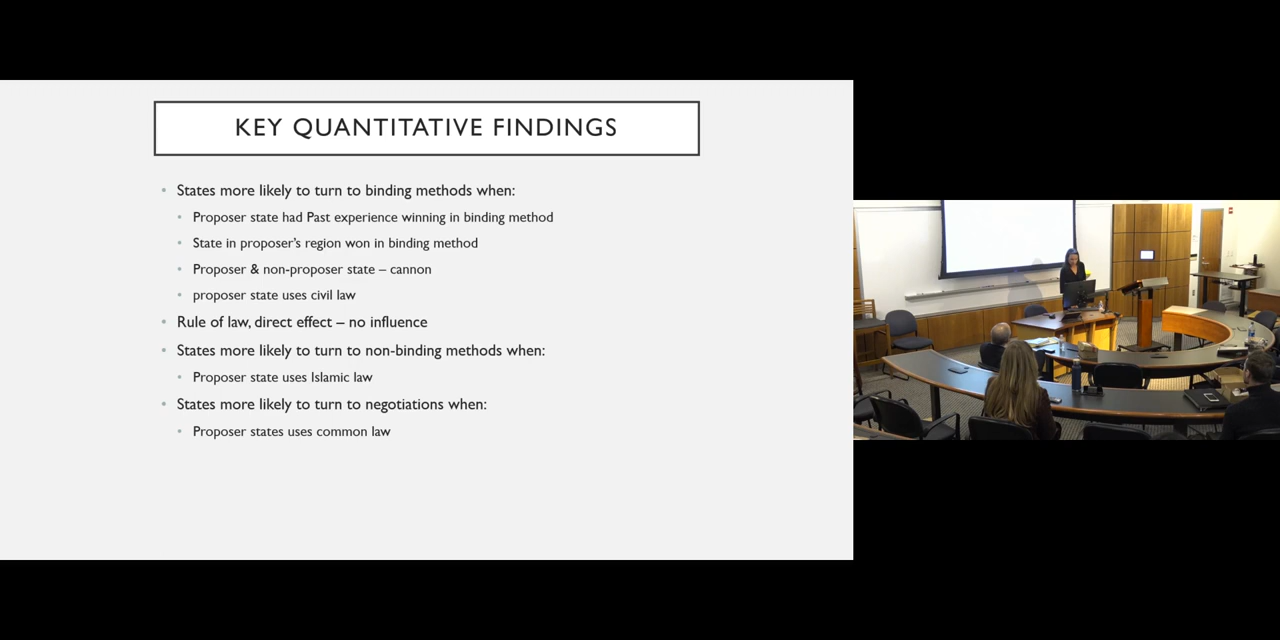 KEY QUANTITATIVE FINDINGS
States more likely to turn to binding methods when:
Proposer state had Past experience winning in binding method
State in proposer's region won in binding method
Proposer & non-proposer state – cannon
proposer state uses civil law
Rule of law, direct effect – no influence
States more likely to turn to non-binding methods when:
Proposer state uses Islamic law
States more likely to turn to negotiations when:
Proposer states uses common law